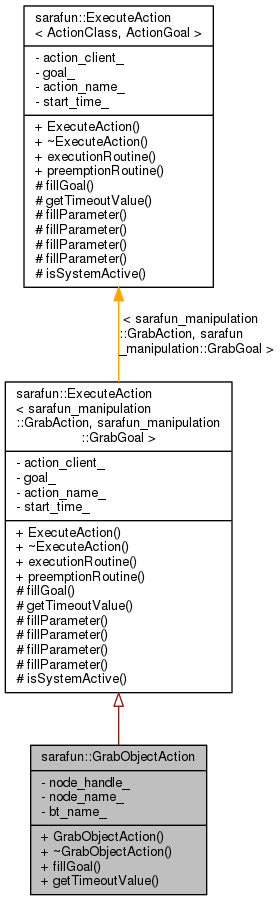 sarafun::ExecuteAction
< ActionClass, ActionGoal >
- action_client_
- goal_
- action_name_
- start_time_
+ ExecuteAction()
+ ~ExecuteAction()
+ executionRoutine()
+ preemptionRoutine()
# fillGoal()
# getTimeoutValue()
# fillParameter()
# fillParameter()
# fillParameter()
# fillParameter()
# isSystemActive()
< sarafun_manipulation
::GrabAction, sarafun
_manipulation::GrabGoal >
sarafun::ExecuteAction
< sarafun_manipulation
::GrabAction, sarafun_manipulation
::GrabGoal >
- action_client_
- goal_
- action_name_
- start_time_
+ ExecuteAction()
+ ~ExecuteAction()
+ executionRoutine()
+ preemptionRoutine()
# fillGoal()
# getTimeoutValue()
# fillParameter()
# fillParameter()
# fillParameter()
# fillParameter()
# isSystemActive()
sarafun::GrabObjectAction
- node_handle_
- node_name_
- bt_name_
+ GrabObjectAction()
+ ~GrabObjectAction()
+ fillGoal()
+ getTimeoutValue()